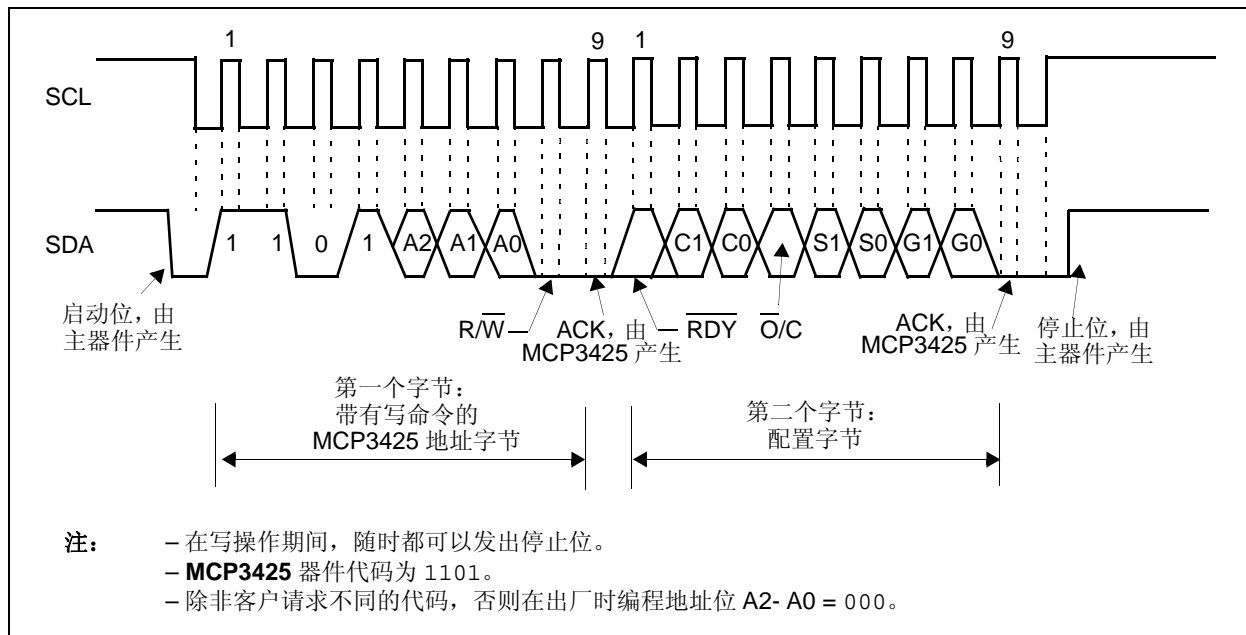 1 9 1 9
SCL
SDA
1 1 0 1 A2 A1 A0 C1 C0 S1 S0 G1 G0
启动位，由
主器件产生
R/W̅
ACK，由
MCP3425 产生
R̅D̅Y̅
O̅/C
ACK，由
MCP3425 产生
停止位，由
主器件产生
第一个字节：
带有写命令的
MCP3425 地址字节
第二个字节：
配置字节
注： – 在写操作期间，随时都可以发出停止位。
– MCP3425 器件代码为 1101。
– 除非客户请求不同的代码，否则在出厂时编程地址位 A2- A0 = 000。